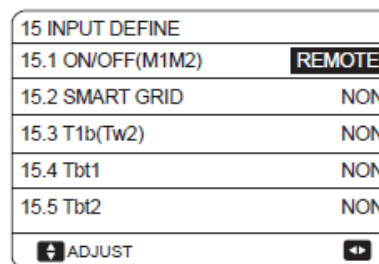 15 INPUT DEFINE
15.1 ON/OFF(M1M2) REMOTE
15.2 SMART GRID NON
15.3 T1b(Tw2) NON
15.4 Tbt1 NON
15.5 Tbt2 NON
ADJUST